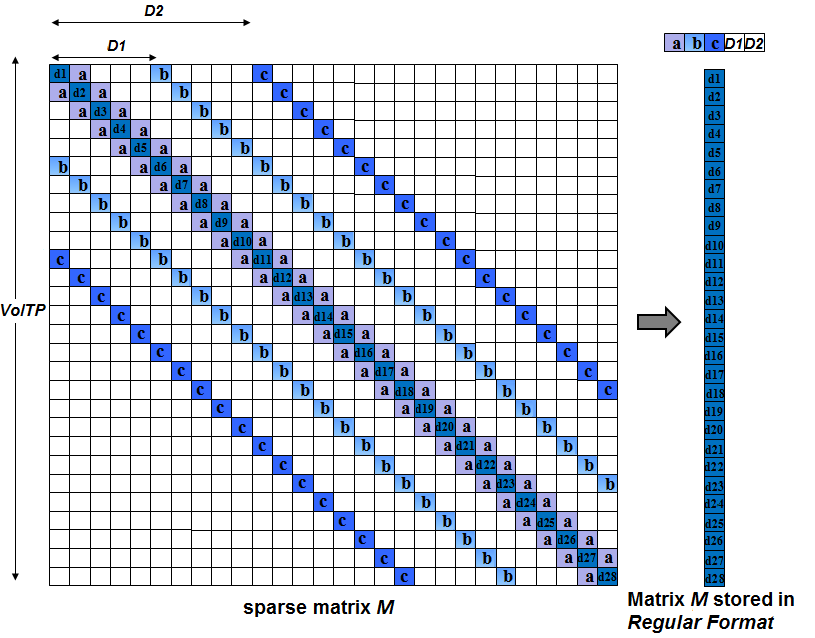 D2
D1
a b c D1 D2
VolTP
d1 a b c
a d2 a b c
a d3 a b c
a d4 a b c
a d5 a b c
b a d6 a b c
b a d7 a b c
b a d8 a b c
b a d9 a b c
b a d10 a b c
c b a d11 a b c
c b a d12 a b c
c b a d13 a b c
c b a d14 a b c
c b a d15 a b c
c b a d16 a b c
c b a d17 a b c
c b a d18 a b c
c b a d19 a b
c b a d20 a b
c b a d21 a b
c b a d22 a b
c b a d23 a b
c b a d24 a
c b a d25 a
c b a d26 a
c b a d27 a
c b a d28
sparse matrix M
d1
d2
d3
d4
d5
d6
d7
d8
d9
d10
d11
d12
d13
d14
d15
d16
d17
d18
d19
d20
d21
d22
d23
d24
d25
d26
d27
d28
Matrix M stored in
Regular Format